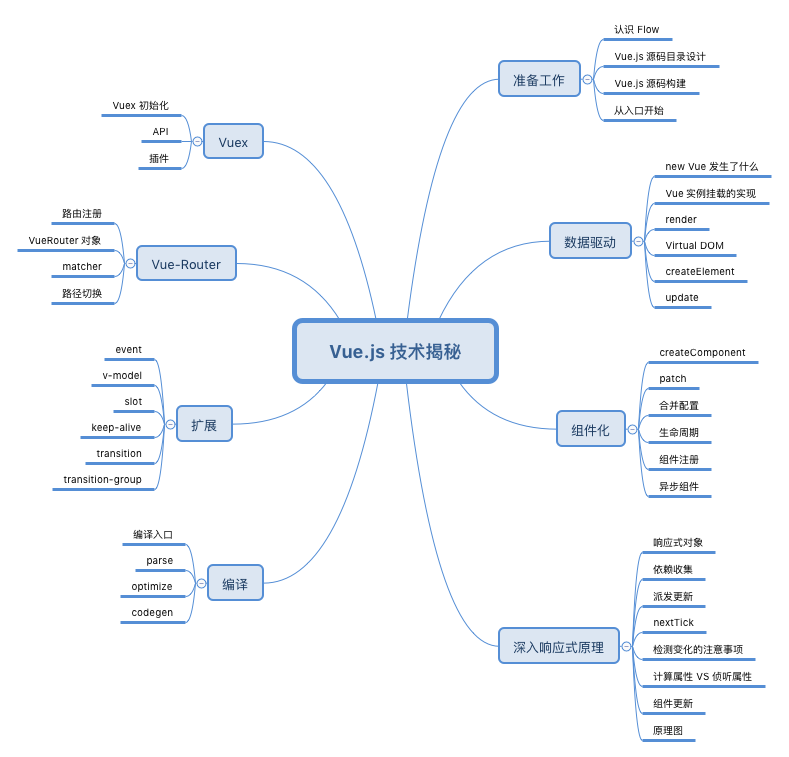 Vue.js 技术揭秘
准备工作
认识 Flow
Vue.js 源码目录设计
Vue.js 源码构建
从入口开始
数据驱动
new Vue 发生了什么
Vue 实例挂载的实现
render
Virtual DOM
createElement
update
组件化
createComponent
patch
合并配置
生命周期
组件注册
异步组件
深入响应式原理
响应式对象
依赖收集
派发更新
nextTick
检测变化的注意事项
计算属性 VS 侦听属性
组件更新
原理图
Vuex
Vuex 初始化
API
插件
Vue-Router
路由注册
VueRouter 对象
matcher
路径切换
扩展
event
v-model
slot
keep-alive
transition
transition-group
编译
编译入口
parse
optimize
codegen